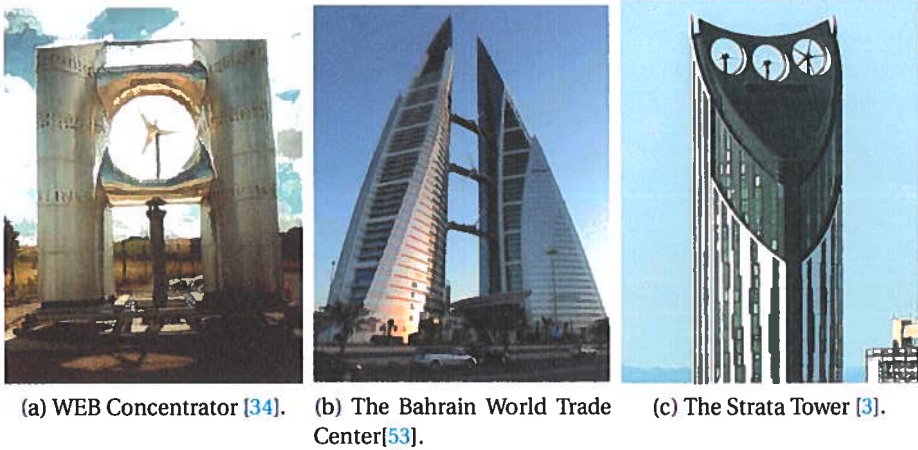 (a) WEB Concentrator [34].
(b) The Bahrain World Trade
Center[53].
(c) The Strata Tower [3].